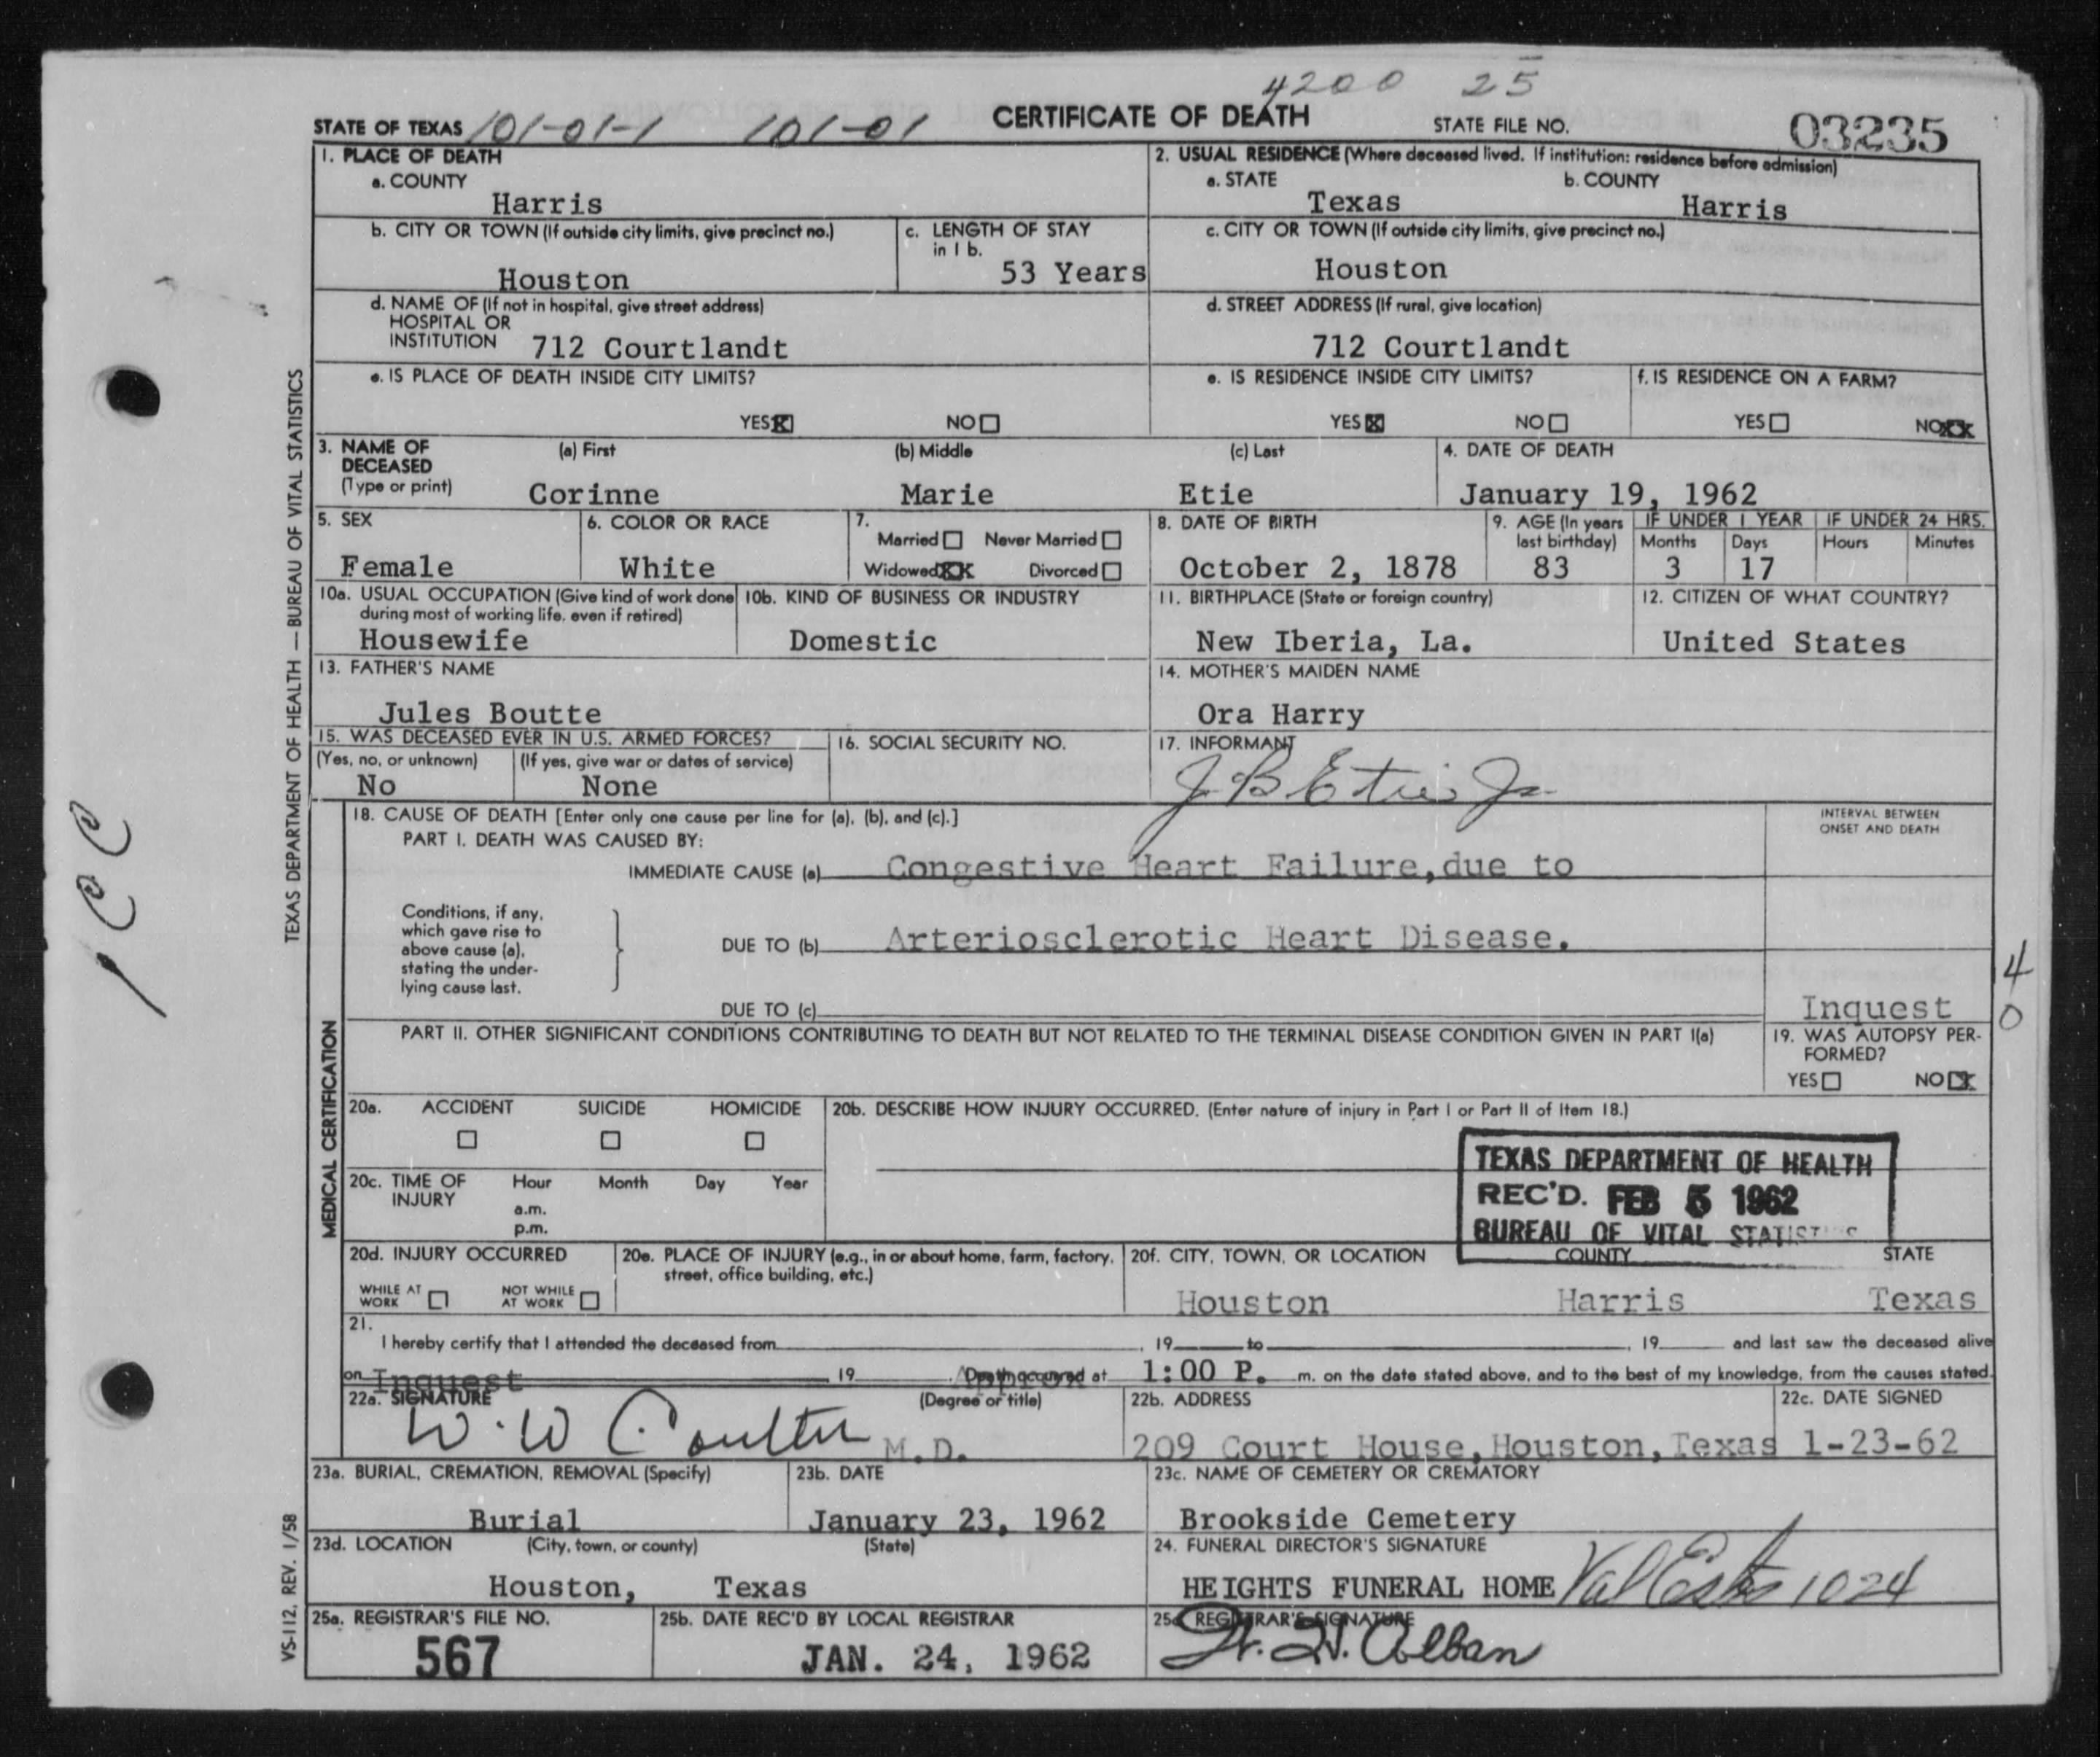 4200 25
STATE OF TEXAS 101-01-1 101-01 CERTIFICATE OF DEATH STATE FILE NO. 03235
1. PLACE OF DEATH
a. COUNTY
Harris
2. USUAL RESIDENCE (Where deceased lived. If institution: residence before admission)
a. STATE b. COUNTY
Texas Harris
b. CITY OR TOWN (If outside city limits, give precinct no.)
Houston
c. LENGTH OF STAY
in 1 b.
53 Years
c. CITY OR TOWN (If outside city limits, give precinct no.)
Houston
d. NAME OF (If not in hospital, give street address)
HOSPITAL OR
INSTITUTION 712 Courtlandt
d. STREET ADDRESS (If rural, give location)
712 Courtlandt
e. IS PLACE OF DEATH INSIDE CITY LIMITS?
YES X NO
e. IS RESIDENCE INSIDE CITY LIMITS?
YES X NO
f. IS RESIDENCE ON A FARM?
YES NO XX
3. NAME OF
DECEASED
(Type or print)
(a) First (b) Middle (c) Last
Corinne Marie Etie
4. DATE OF DEATH
January 19, 1962
5. SEX
Female
6. COLOR OR RACE
White
7.
Married Never Married
Widowed XX Divorced
8. DATE OF BIRTH
October 2, 1878
9. AGE (In years
last birthday)
83
IF UNDER 1 YEAR
Months Days
3 17
IF UNDER 24 HRS.
Hours Minutes
10a. USUAL OCCUPATION (Give kind of work done
during most of working life, even if retired)
Housewife
10b. KIND OF BUSINESS OR INDUSTRY
Domestic
11. BIRTHPLACE (State or foreign country)
New Iberia, La.
12. CITIZEN OF WHAT COUNTRY?
United States
13. FATHER'S NAME
Jules Boutte
14. MOTHER'S MAIDEN NAME
Ora Harry
15. WAS DECEASED EVER IN U.S. ARMED FORCES?
(Yes, no, or unknown) (If yes, give war or dates of service)
No None
16. SOCIAL SECURITY NO.
17. INFORMANT
J B Etie Jr
18. CAUSE OF DEATH [Enter only one cause per line for (a), (b), and (c).]
PART I. DEATH WAS CAUSED BY:
INTERVAL BETWEEN
ONSET AND DEATH
IMMEDIATE CAUSE (a) Congestive Heart Failure, due to
Conditions, if any,
which gave rise to
above cause (a),
stating the under-
lying cause last.
DUE TO (b) Arteriosclerotic Heart Disease.
DUE TO (c)
Inquest
4
0
PART II. OTHER SIGNIFICANT CONDITIONS CONTRIBUTING TO DEATH BUT NOT RELATED TO THE TERMINAL DISEASE CONDITION GIVEN IN PART I(a)
19. WAS AUTOPSY PER-
FORMED?
YES NO X
20a. ACCIDENT SUICIDE HOMICIDE
20b. DESCRIBE HOW INJURY OCCURRED. (Enter nature of injury in Part I or Part II of Item 18.)
TEXAS DEPARTMENT OF HEALTH
REC'D. FEB 5 1962
BUREAU OF VITAL STATISTICS
20c. TIME OF
INJURY
Hour Month Day Year
a.m.
p.m.
20d. INJURY OCCURRED
WHILE AT
WORK
NOT WHILE
AT WORK
20e. PLACE OF INJURY (e.g., in or about home, farm, factory,
street, office building, etc.)
20f. CITY, TOWN, OR LOCATION COUNTY STATE
Houston Harris Texas
21.
I hereby certify that I attended the deceased from , 19 to , 19 and last saw the deceased alive
on Inquest 19 . Death occurred at 1:00 P. m. on the date stated above, and to the best of my knowledge, from the causes stated.
22a. SIGNATURE (Degree or title)
W. W Coulter M.D.
22b. ADDRESS
209 Court House, Houston, Texas
22c. DATE SIGNED
1-23-62
23a. BURIAL, CREMATION, REMOVAL (Specify)
Burial
23b. DATE
January 23, 1962
23c. NAME OF CEMETERY OR CREMATORY
Brookside Cemetery
23d. LOCATION (City, town, or county) (State)
Houston, Texas
24. FUNERAL DIRECTOR'S SIGNATURE
HEIGHTS FUNERAL HOME Val Estes 1024
25a. REGISTRAR'S FILE NO.
567
25b. DATE REC'D BY LOCAL REGISTRAR
JAN. 24, 1962
REGISTRAR'S SIGNATURE
TEXAS DEPARTMENT OF HEALTH — BUREAU OF VITAL STATISTICS
MEDICAL CERTIFICATION
VS-112, REV. 1/58